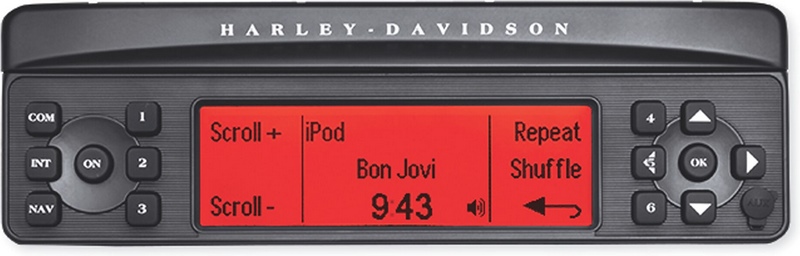 HARLEY-DAVIDSON
COM 1 4
Scroll + iPod Repeat
INT ON 2 OK
Bon Jovi Shuffle
NAV 3 6
Scroll - 9:43